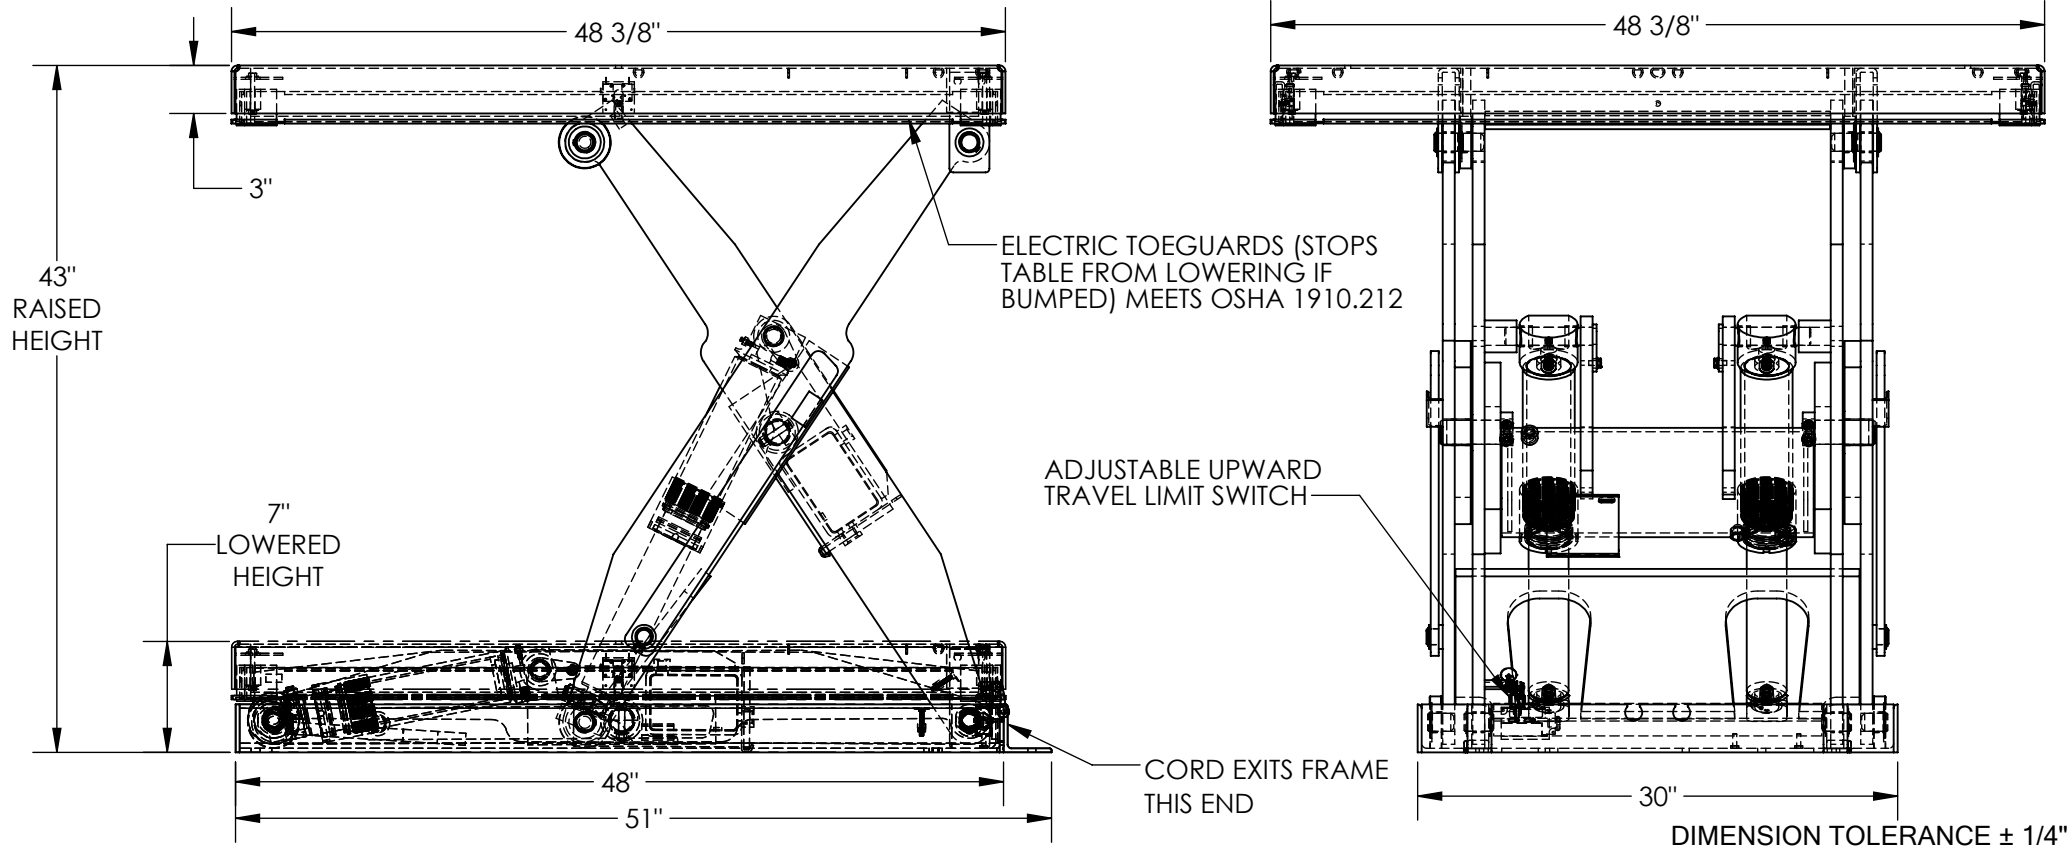 48 3/8"
48 3/8"
3"
43"
RAISED
HEIGHT
ELECTRIC TOEGUARDS (STOPS
TABLE FROM LOWERING IF
BUMPED) MEETS OSHA 1910.212
ADJUSTABLE UPWARD
TRAVEL LIMIT SWITCH
7"
LOWERED
HEIGHT
CORD EXITS FRAME
THIS END
48"
51"
30"
DIMENSION TOLERANCE ± 1/4"